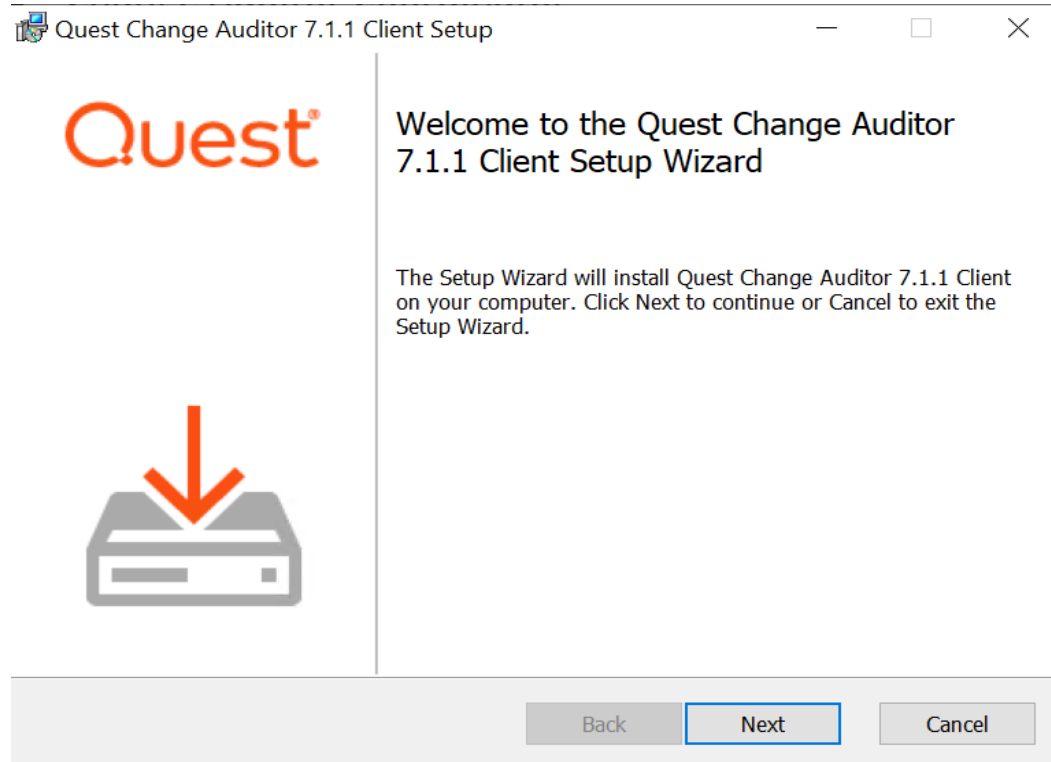 Quest Change Auditor 7.1.1 Client Setup
Quest®
Welcome to the Quest Change Auditor
7.1.1 Client Setup Wizard
The Setup Wizard will install Quest Change Auditor 7.1.1 Client
on your computer. Click Next to continue or Cancel to exit the
Setup Wizard.
Back
Next
Cancel